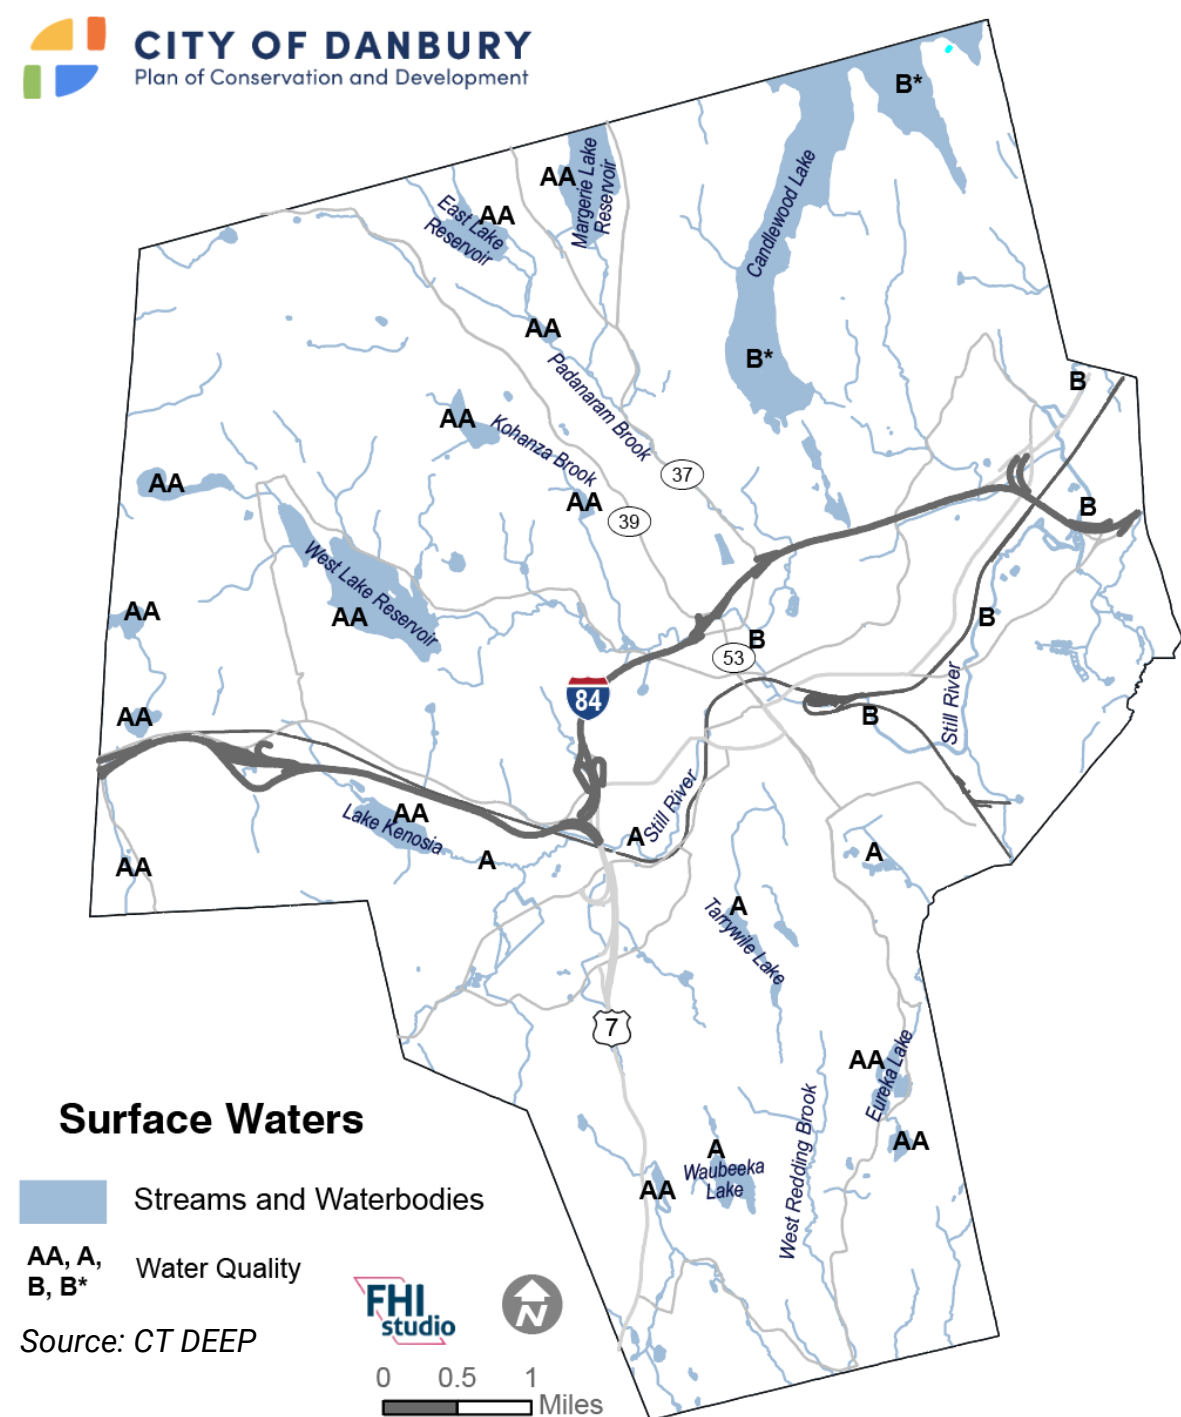 CITY OF DANBURY
Plan of Conservation and Development
B*
AA
Margerie Lake
Reservoir
AA
East Lake
Reservoir
Candlewood Lake
AA
B*
Padanaram Brook
B
AA
Kohanza Brook
37
AA
AA
39
B
West Lake Reservoir
AA
AA
B
B
53
84
AA
B
Still River
AA
Lake Kenosia
Still River
A
A
A
AA
A
Tarrywile Lake
7
AA
Eureka Lake
West Redding Brook
AA
A
Waubeeka
Lake
AA
Surface Waters
Streams and Waterbodies
AA, A,
B, B*
Water Quality
Source: CT DEEP
FHI
studio
N
0 0.5 1
Miles